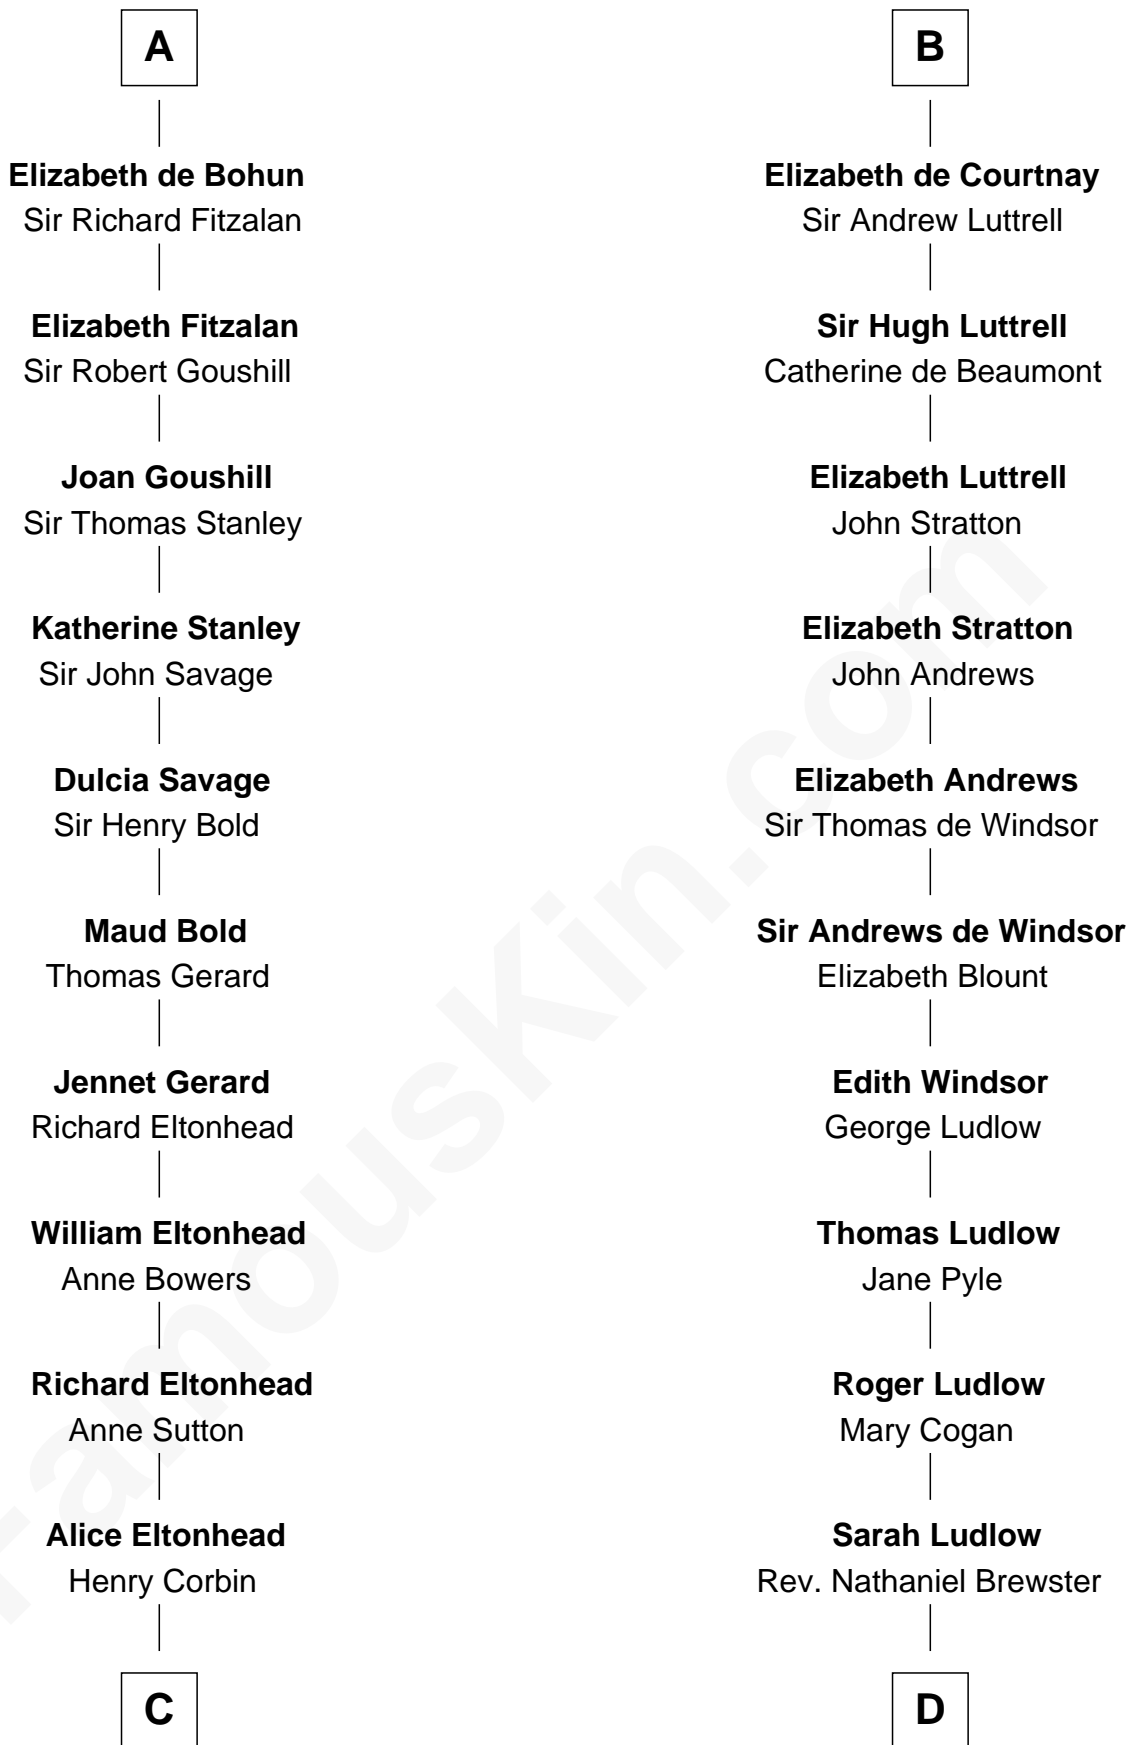 A
Elizabeth de Bohun
Sir Richard Fitzalan
Elizabeth Fitzalan
Sir Robert Goushill
Joan Goushill
Sir Thomas Stanley
Katherine Stanley
Sir John Savage
Dulcia Savage
Sir Henry Bold
Maud Bold
Thomas Gerard
Jennet Gerard
Richard Eltonhead
William Eltonhead
Anne Bowers
Richard Eltonhead
Anne Sutton
Alice Eltonhead
Henry Corbin
C
B
Elizabeth de Courtnay
Sir Andrew Luttrell
Sir Hugh Luttrell
Catherine de Beaumont
Elizabeth Luttrell
John Stratton
Elizabeth Stratton
John Andrews
Elizabeth Andrews
Sir Thomas de Windsor
Sir Andrews de Windsor
Elizabeth Blount
Edith Windsor
George Ludlow
Thomas Ludlow
Jane Pyle
Roger Ludlow
Mary Cogan
Sarah Ludlow
Rev. Nathaniel Brewster
D
FamousKin.com